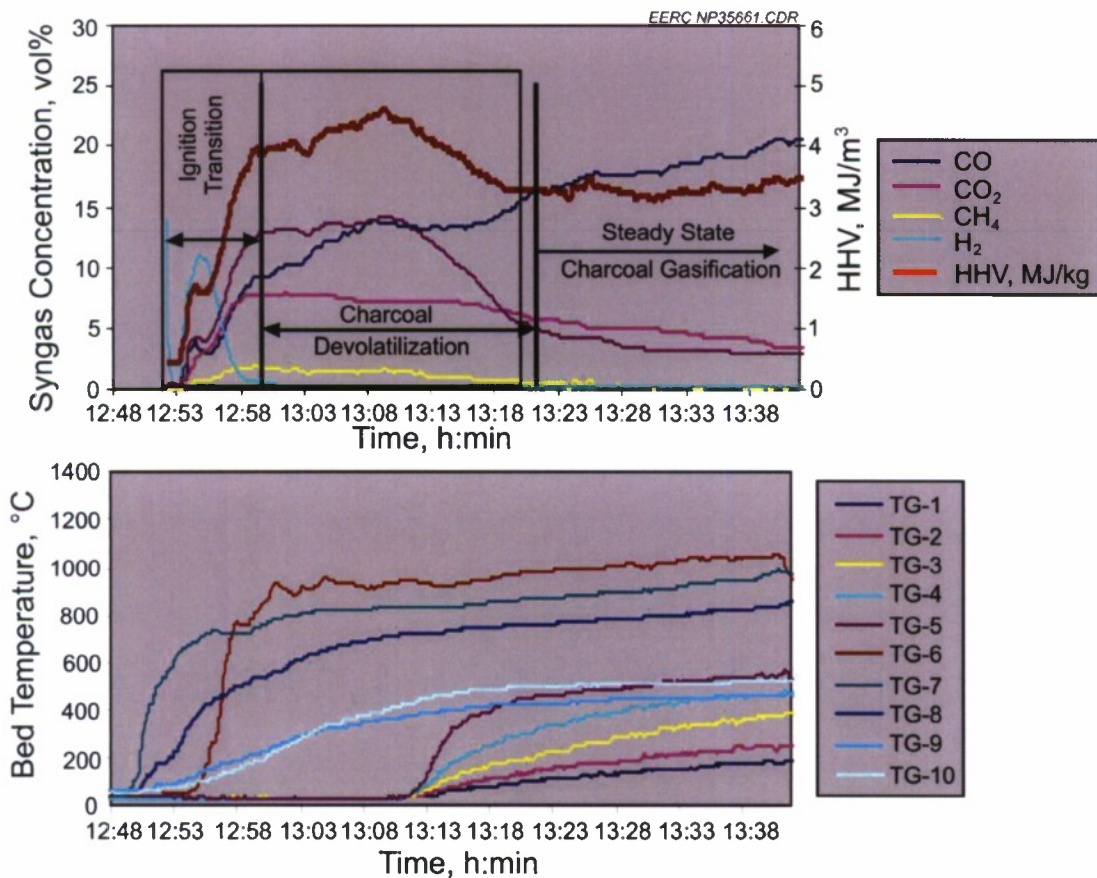 EERC NP35661.CDR
Syngas Concentration, vol%
30
25
20
15
10
5
0
Ignition
Transition
Charcoal
Devolatilization
Steady State
Charcoal Gasification
6
5
4
3
2
1
0
HHV, MJ/m³
12:48 12:53 12:58 13:03 13:08 13:13 13:18 13:23 13:28 13:33 13:38
Time, h:min
CO
CO₂
CH₄
H₂
HHV, MJ/kg
Bed Temperature, °C
1400
1200
1000
800
600
400
200
0
12:48 12:53 12:58 13:03 13:08 13:13 13:18 13:23 13:28 13:33 13:38
Time, h:min
TG-1
TG-2
TG-3
TG-4
TG-5
TG-6
TG-7
TG-8
TG-9
TG-10